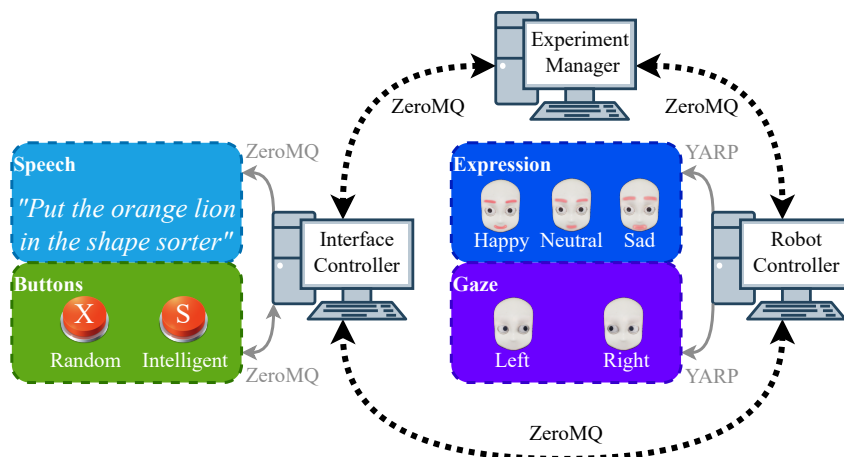 Experiment
Manager
ZeroMQ
ZeroMQ
Speech
"Put the orange lion
in the shape sorter"
ZeroMQ
Interface
Controller
Buttons
X
S
Random
Intelligent
ZeroMQ
Expression
Happy
Neutral
Sad
YARP
Robot
Controller
Gaze
Left
Right
YARP
ZeroMQ